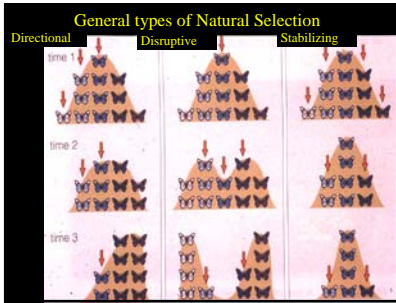 General types of Natural Selection
Directional
Disruptive
Stabilizing
time 1
time 2
time 3